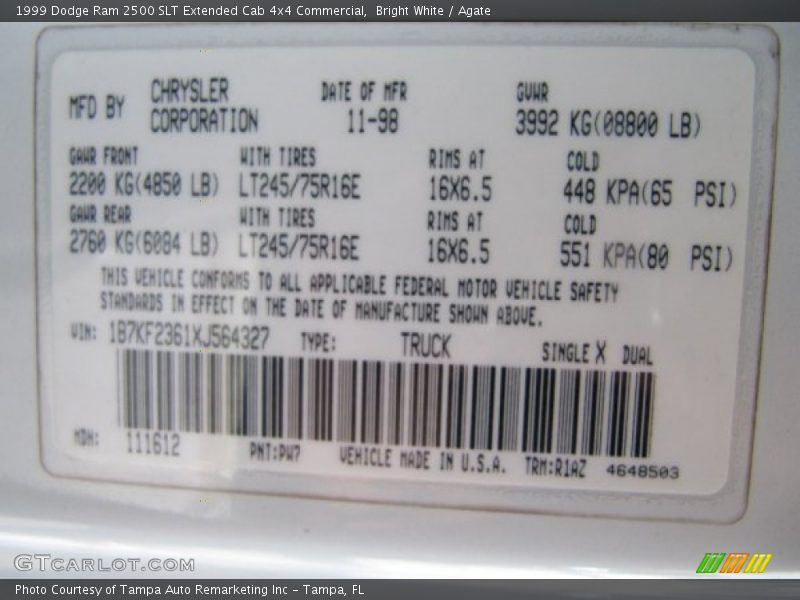 1999 Dodge Ram 2500 SLT Extended Cab 4x4 Commercial, Bright White / Agate
MFD BY CHRYSLER CORPORATION DATE OF MFR 11-98 GVWR 3992 KG(08800 LB)
GAWR FRONT WITH TIRES RIMS AT COLD
2200 KG(4850 LB) LT245/75R16E 16X6.5 448 KPA(65 PSI)
GAWR REAR WITH TIRES RIMS AT COLD
2760 KG(6084 LB) LT245/75R16E 16X6.5 551 KPA(80 PSI)
THIS VEHICLE CONFORMS TO ALL APPLICABLE FEDERAL MOTOR VEHICLE SAFETY
STANDARDS IN EFFECT ON THE DATE OF MANUFACTURE SHOWN ABOVE.
VIN: 1B7KF2361XJ564327 TYPE: TRUCK SINGLE X DUAL
MDH: 111612 PNT:PW7 VEHICLE MADE IN U.S.A. TRM:R1AZ 4648503
GTCARLOT.COM
Photo Courtesy of Tampa Auto Remarketing Inc – Tampa, FL